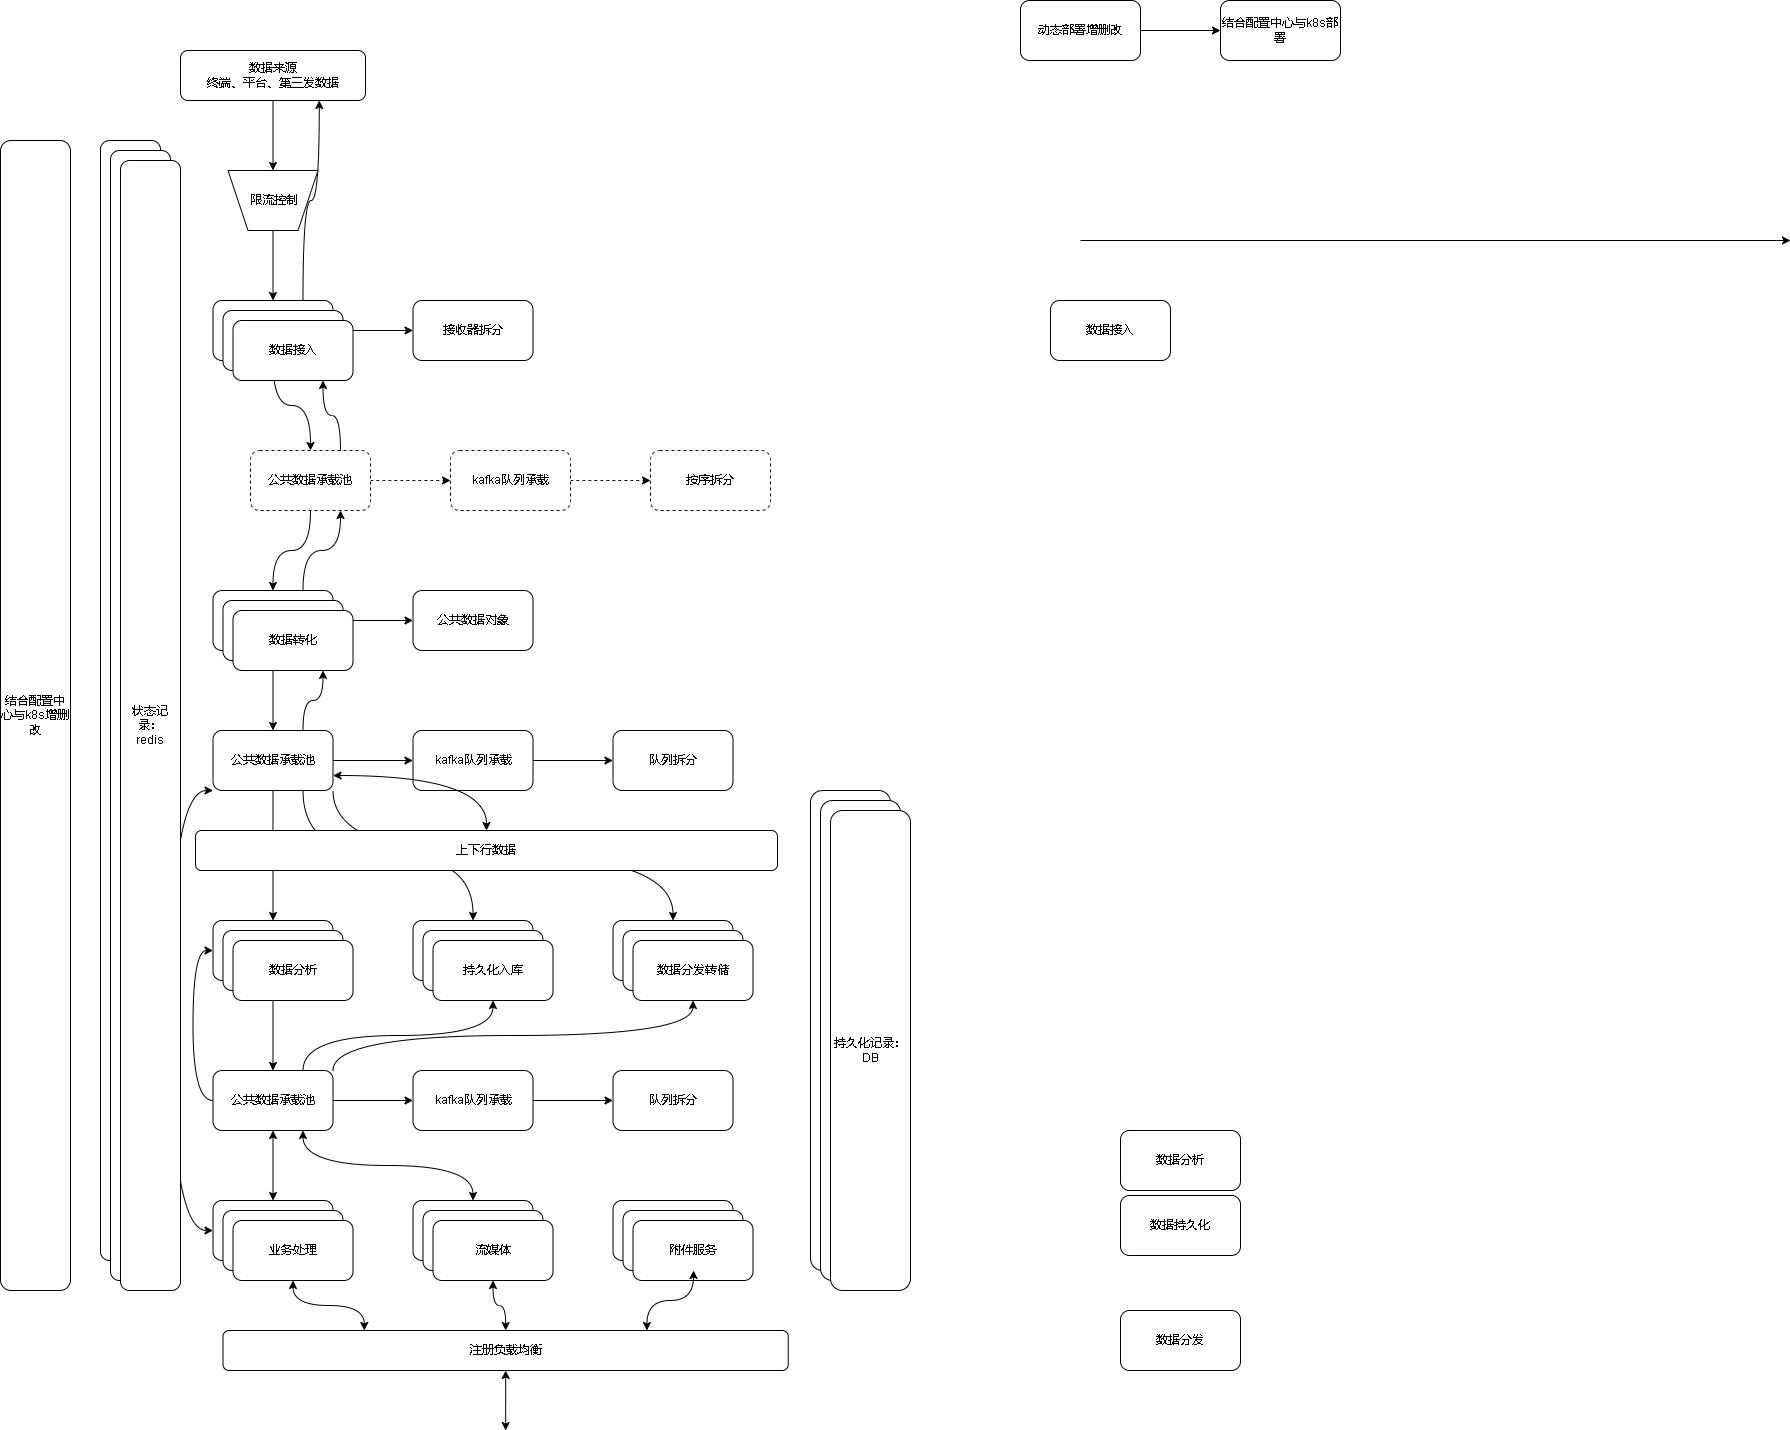 动态部署增删改
结合配置中心与k8s部
署
数据来源
终端、平台、第三发数据
限流控制
数据接入
接收器拆分
数据接入
公共数据承载池
kafka队列承载
按序拆分
数据转化
公共数据对象
结合配置中
心与k8s增删
改
状态记
录：
redis
公共数据承载池
kafka队列承载
队列拆分
上下行数据
数据分析
持久化入库
数据分发转储
持久化记录：
DB
公共数据承载池
kafka队列承载
队列拆分
数据分析
数据持久化
业务处理
流媒体
附件服务
注册负载均衡
数据分发